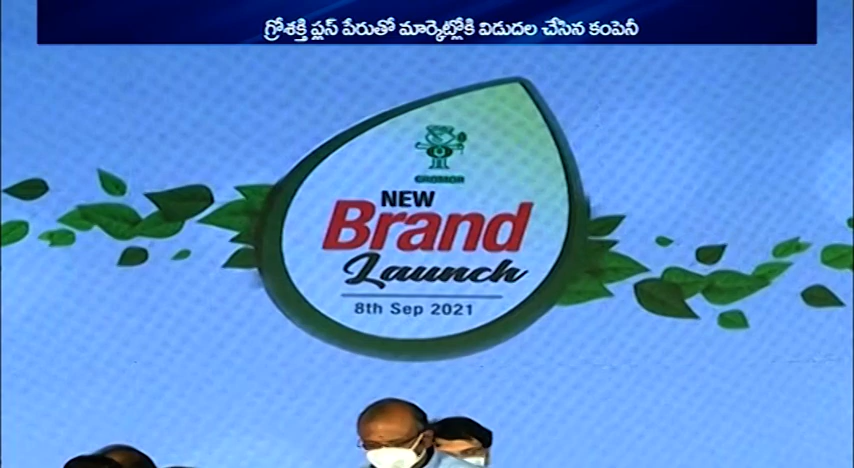 గ్రోశక్తి ప్లస్ పేరుతో మార్కెట్లోకి విడుదల చేసిన కంపెనీ
GROMOR
NEW
Brand
Launch
8th Sep 2021